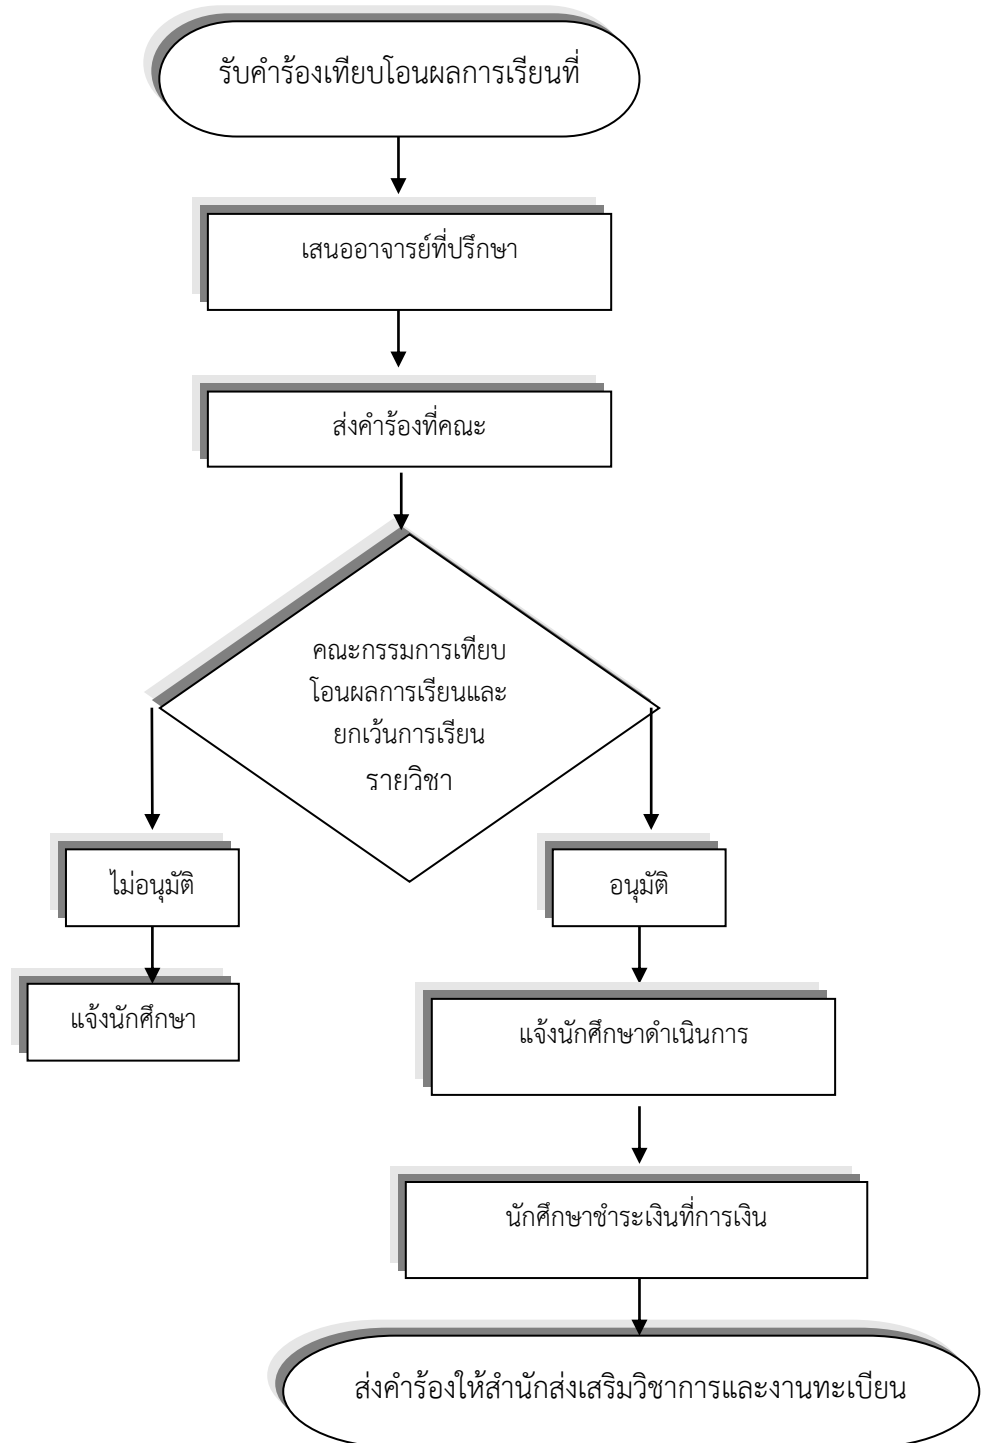 รับคำร้องเทียบโอนผลการเรียนที่
เสนออาจารย์ที่ปรึกษา
ส่งคำร้องที่คณะ
คณะกรรมการเทียบ
โอนผลการเรียนและ
ยกเว้นการเรียน
รายวิชา
ไม่อนุมัติ
อนุมัติ
แจ้งนักศึกษา
แจ้งนักศึกษาดำเนินการ
นักศึกษาชำระเงินที่การเงิน
ส่งคำร้องให้สำนักส่งเสริมวิชาการและงานทะเบียน